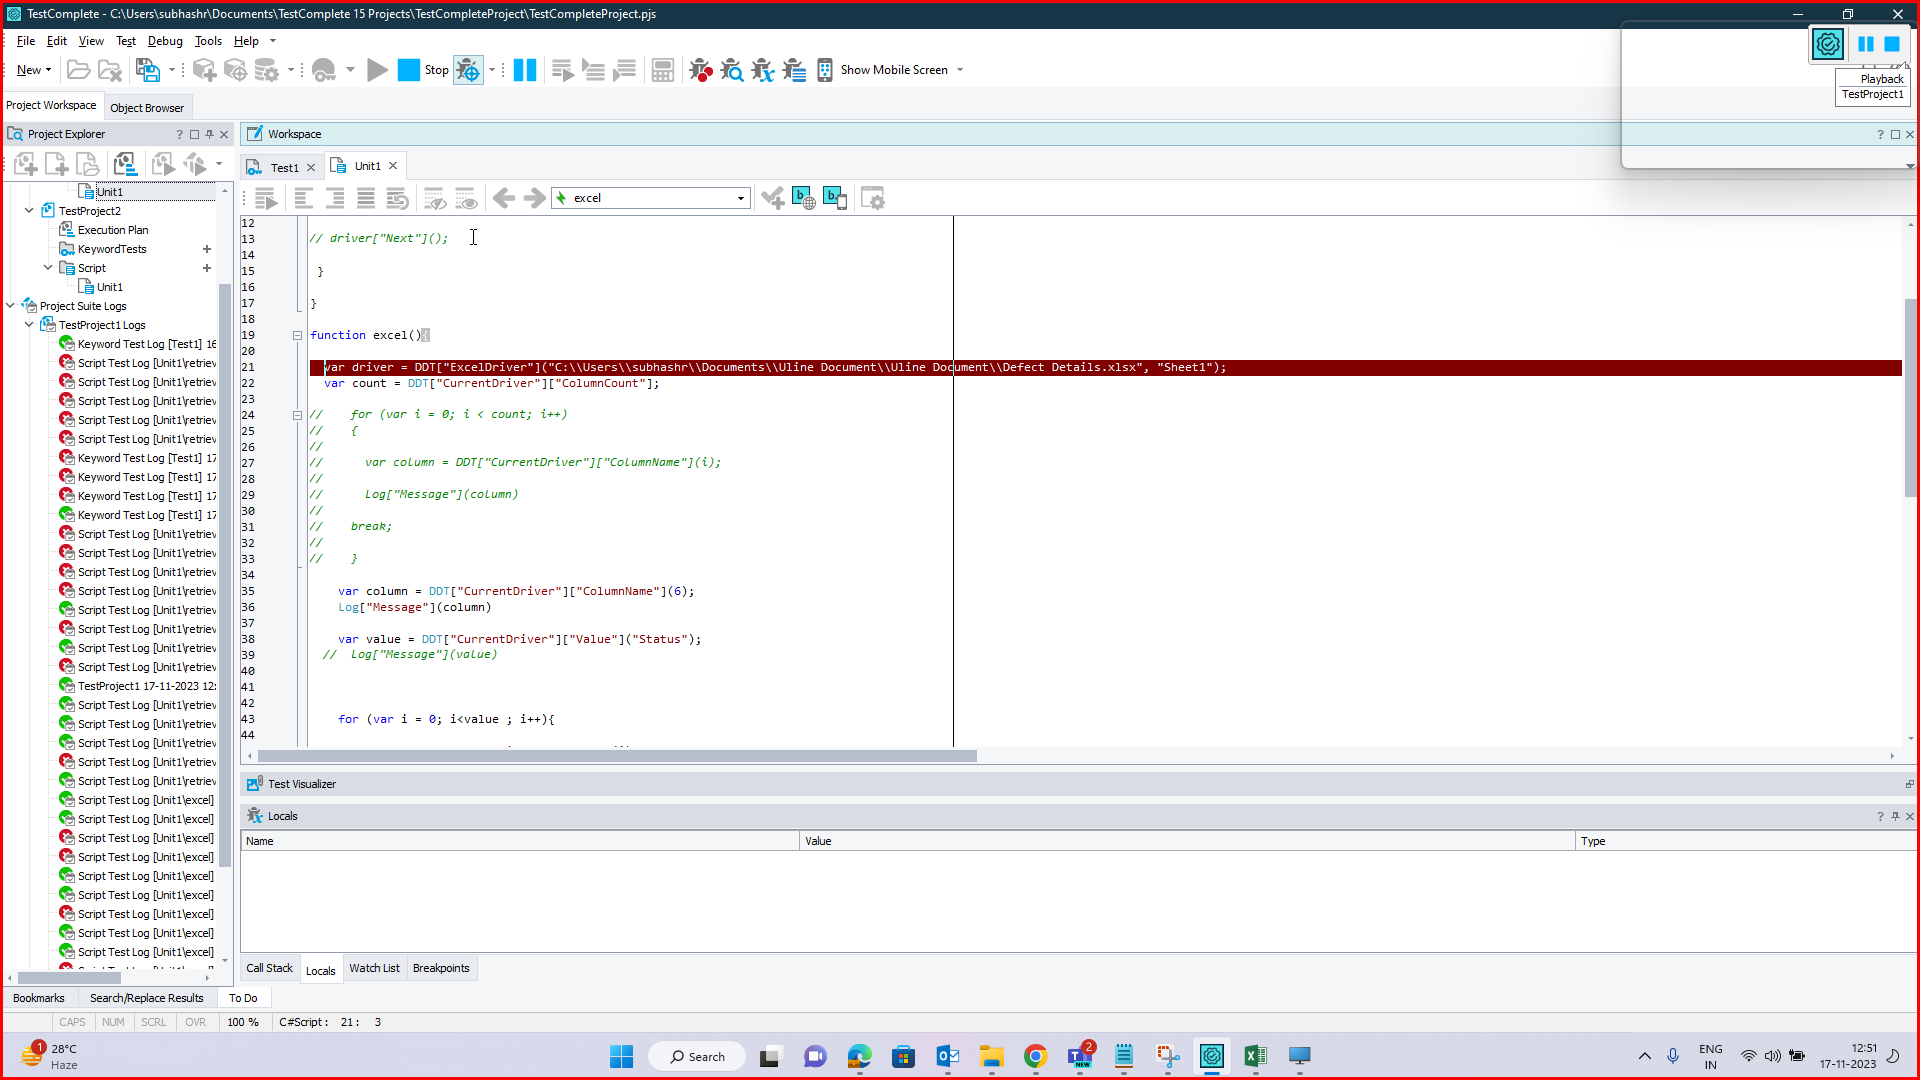 TestComplete - C:\Users\subhashr\Documents\TestComplete 15 Projects\TestCompleteProject\TestCompleteProject.pjs
File Edit View Test Debug Tools Help
New Stop Show Mobile Screen
Playback
TestProject1
Project Workspace Object Browser
Project Explorer
Workspace
Test1 Unit1
excel
Unit1
TestProject2
Execution Plan
KeywordTests
Script
Unit1
Project Suite Logs
TestProject1 Logs
Keyword Test Log [Test1] 16
Script Test Log [Unit1\retriev
Script Test Log [Unit1\retriev
Script Test Log [Unit1\retriev
Script Test Log [Unit1\retriev
Script Test Log [Unit1\retriev
Keyword Test Log [Test1] 17
Keyword Test Log [Test1] 17
Keyword Test Log [Test1] 17
Keyword Test Log [Test1] 17
Script Test Log [Unit1\retriev
Script Test Log [Unit1\retriev
Script Test Log [Unit1\retriev
Script Test Log [Unit1\retriev
Script Test Log [Unit1\retriev
Script Test Log [Unit1\retriev
Script Test Log [Unit1\retriev
Script Test Log [Unit1\retriev
TestProject1 17-11-2023 12:
Script Test Log [Unit1\retriev
Script Test Log [Unit1\retriev
Script Test Log [Unit1\retriev
Script Test Log [Unit1\retriev
Script Test Log [Unit1\retriev
Script Test Log [Unit1\excel]
Script Test Log [Unit1\excel]
Script Test Log [Unit1\excel]
Script Test Log [Unit1\excel]
Script Test Log [Unit1\excel]
Script Test Log [Unit1\excel]
Script Test Log [Unit1\excel]
Script Test Log [Unit1\excel]
Script Test Log [Unit1\excel]
12
13 // driver["Next"]();
14
15 }
16
17 }
18
19 function excel(){
20
21 var driver = DDT["ExcelDriver"]("C:\\Users\\subhashr\\Documents\\Uline Document\\Uline Document\\Defect Details.xlsx", "Sheet1");
22 var count = DDT["CurrentDriver"]["ColumnCount"];
23
24 // for (var i = 0; i < count; i++)
25 // {
26 //
27 // var column = DDT["CurrentDriver"]["ColumnName"](i);
28 //
29 // Log["Message"](column)
30 //
31 // break;
32 //
33 // }
34
35 var column = DDT["CurrentDriver"]["ColumnName"](6);
36 Log["Message"](column)
37
38 var value = DDT["CurrentDriver"]["Value"]("Status");
39 // Log["Message"](value)
40
41
42
43 for (var i = 0; i<value ; i++){
44
Test Visualizer
Locals
Name Value Type
Call Stack Locals Watch List Breakpoints
Bookmarks Search/Replace Results To Do
CAPS NUM SCRL OVR 100 % C#Script: 21: 3
1 28°C
Haze
Search
2
NEW
ENG
IN
12:51
17-11-2023